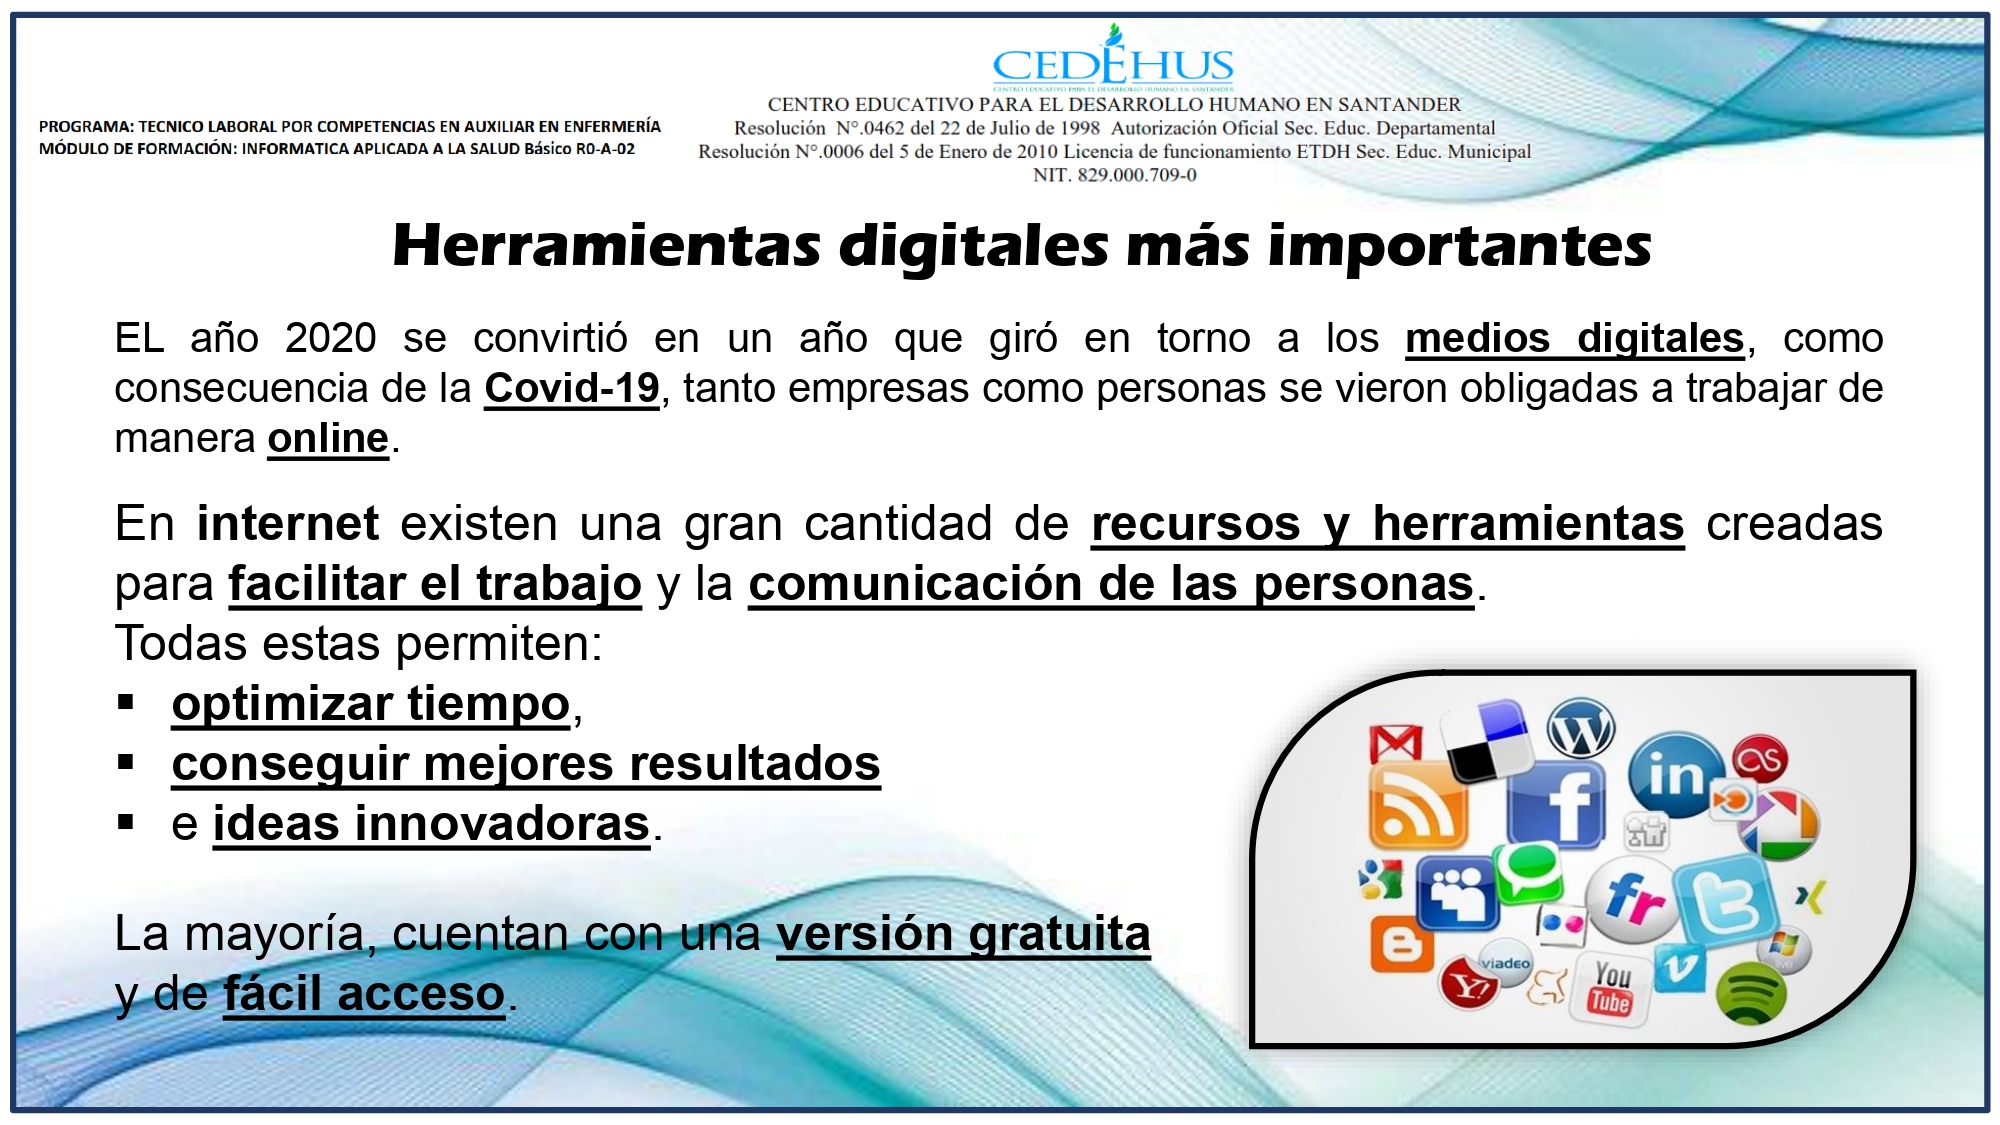 CEDEHUS
CENTRO EDUCATIVO PARA EL DESARROLLO HUMANO EN SANTANDER
CENTRO EDUCATIVO PARA EL DESARROLLO HUMANO EN SANTANDER
Resolución N°.0462 del 22 de Julio de 1998 Autorización Oficial Sec. Educ. Departamental
Resolución N°.0006 del 5 de Enero de 2010 Licencia de funcionamiento ETDH Sec. Educ. Municipal
NIT. 829.000.709-0
PROGRAMA: TECNICO LABORAL POR COMPETENCIAS EN AUXILIAR EN ENFERMERÍA
MÓDULO DE FORMACIÓN: INFORMATICA APLICADA A LA SALUD Básico R0-A-02
Herramientas digitales más importantes
EL año 2020 se convirtió en un año que giró en torno a los medios digitales, como
consecuencia de la Covid-19, tanto empresas como personas se vieron obligadas a trabajar de
manera online.
En internet existen una gran cantidad de recursos y herramientas creadas
para facilitar el trabajo y la comunicación de las personas.
Todas estas permiten:
▪ optimizar tiempo,
▪ conseguir mejores resultados
▪ e ideas innovadoras.
La mayoría, cuentan con una versión gratuita
y de fácil acceso.
in
fr
viadeo
Y!
You
Tube